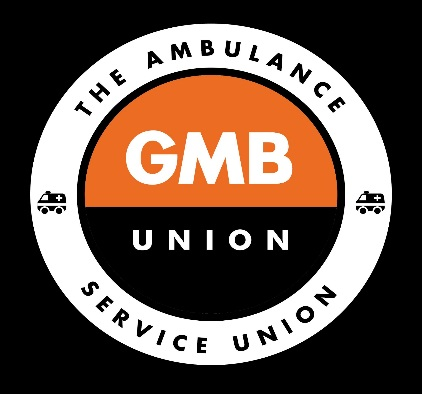 THE AMBULANCE
GMB
UNION
SERVICE UNION